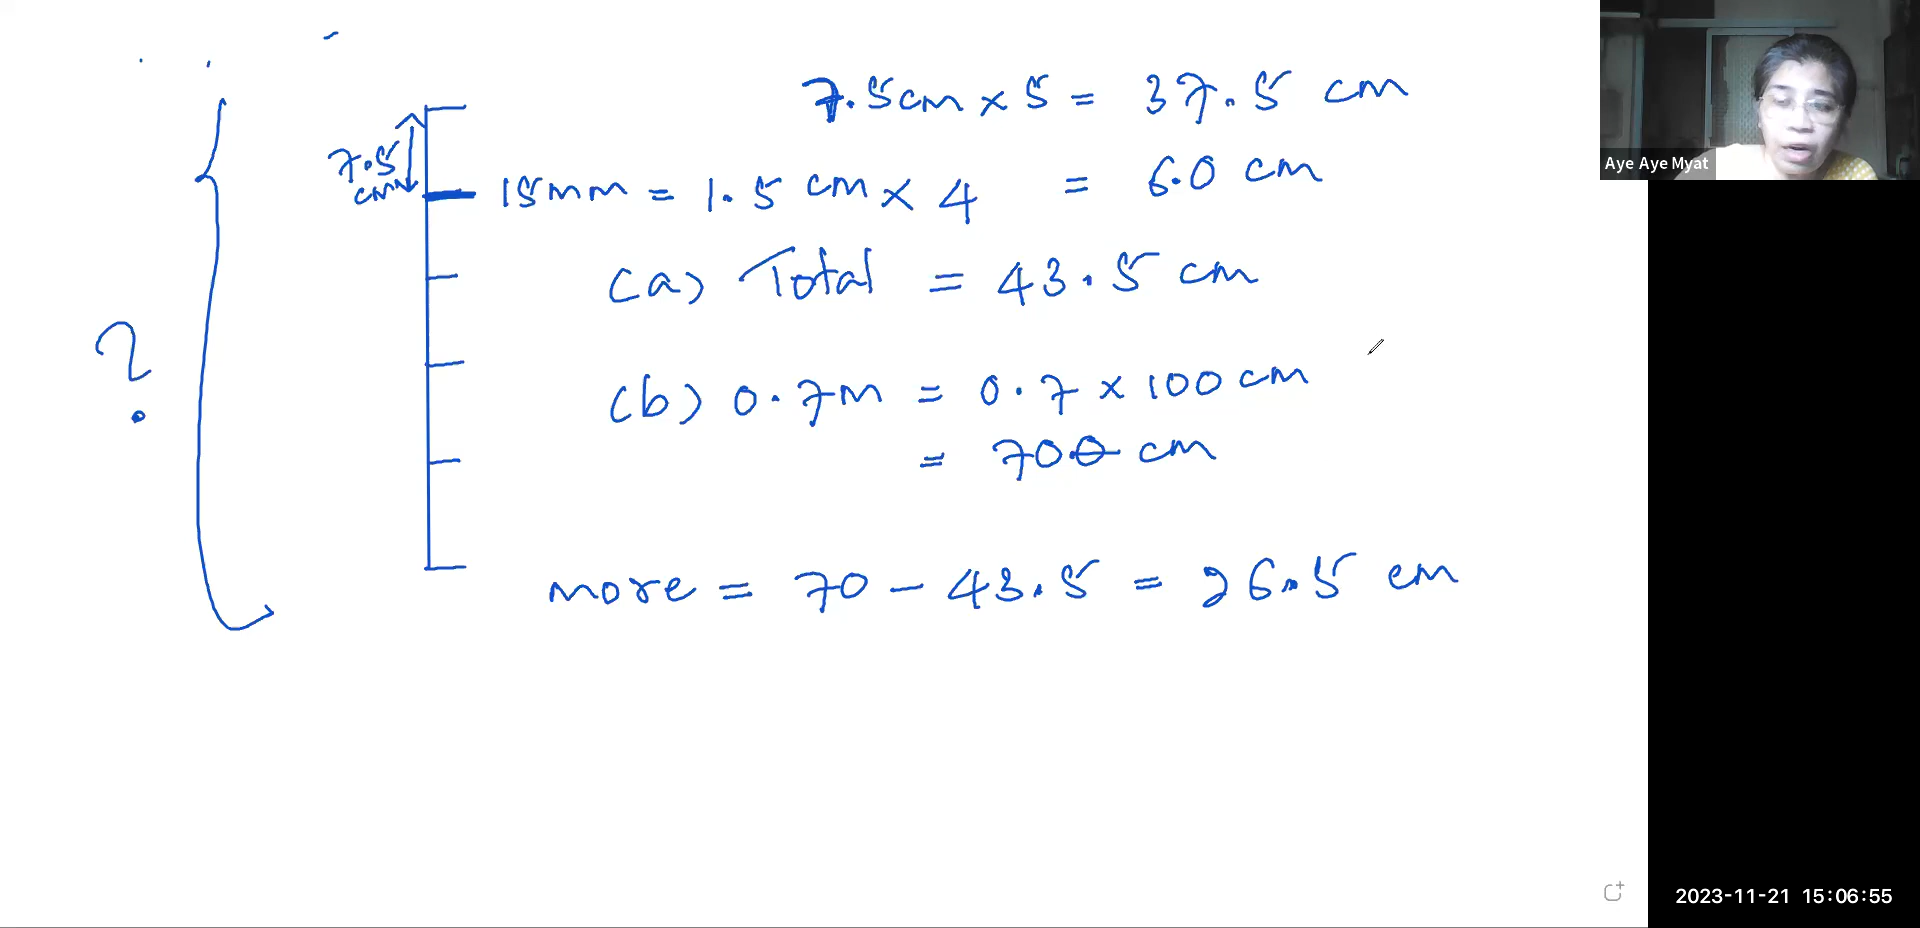 7.5cm × 5 = 37.5 cm
7.5
cm
15mm = 1.5 cm × 4 = 6.0 cm
(a) Total = 43.5 cm
?
(b) 0.7m = 0.7 × 100 cm
= 700 cm
more = 70 - 43.5 = 26.5 cm
Aye Aye Myat
2023-11-21 15:06:55